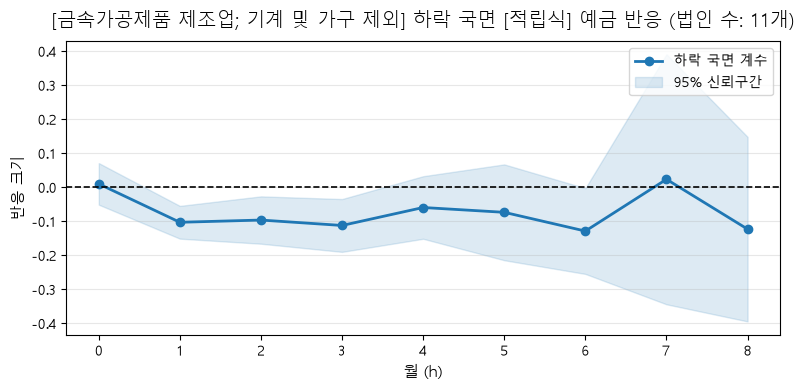 [금속가공제품 제조업; 기계 및 가구 제외] 하락 국면 [적립식] 예금 반응 (법인 수: 11개)
하락 국면 계수
95% 신뢰구간
반응 크기
0.4
0.3
0.2
0.1
0.0
-0.1
-0.2
-0.3
-0.4
0 1 2 3 4 5 6 7 8
월 (h)